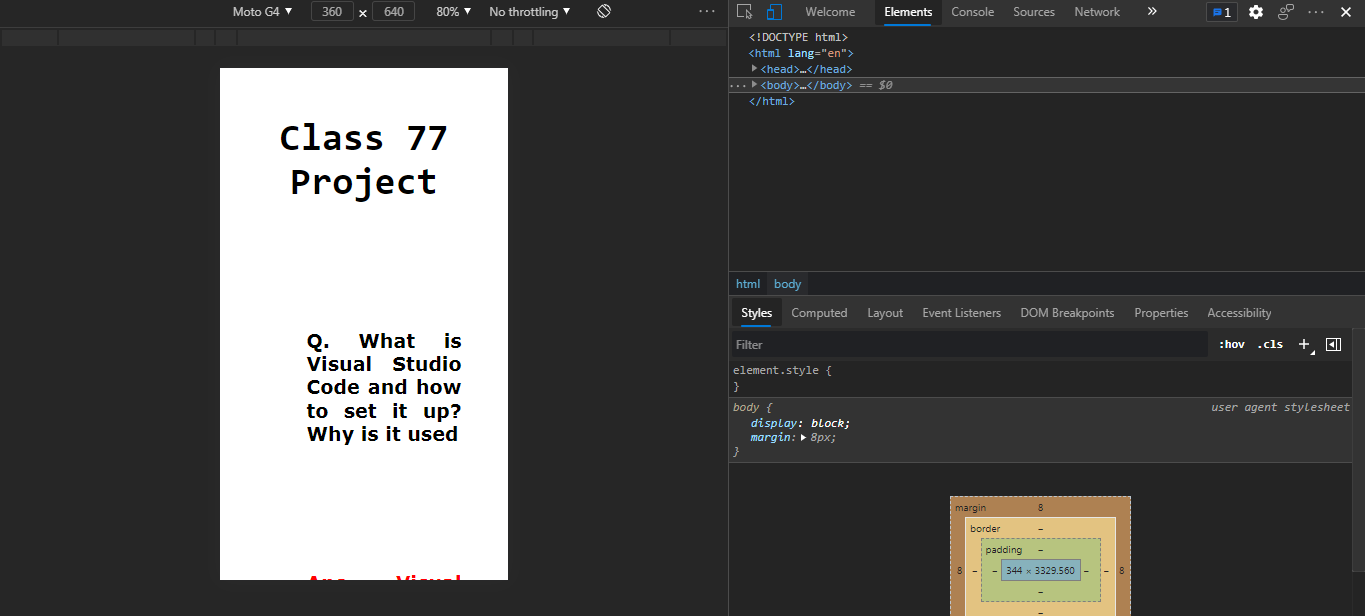 Moto G4 ▼ 360 × 640 80% ▼ No throttling ▼ ···
Welcome Elements Console Sources Network » 1 ··· ×
<!DOCTYPE html>
<html lang="en">
▶ <head>…</head>
··· ▶ <body>…</body> == $0
</html>
Class 77
Project
Q. What is
Visual Studio
Code and how
to set it up?
Why is it used
Ans. Visual
html body
Styles Computed Layout Event Listeners DOM Breakpoints Properties Accessibility
Filter :hov .cls +
element.style {
}
body { user agent stylesheet
display: block;
margin: ▶ 8px;
}
margin 8
border –
padding –
8 – – 344 × 3329.560 – – 8
–
–